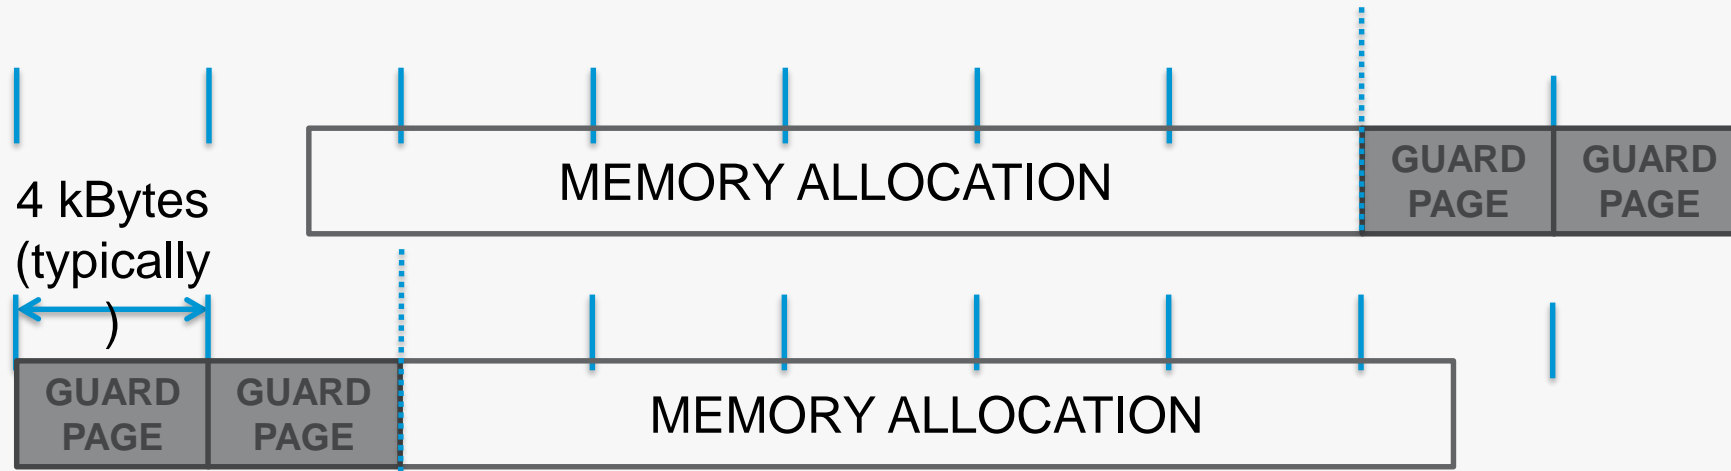 MEMORY ALLOCATION
GUARD
PAGE
GUARD
PAGE
4 kBytes
(typically
)
GUARD
PAGE
GUARD
PAGE
MEMORY ALLOCATION